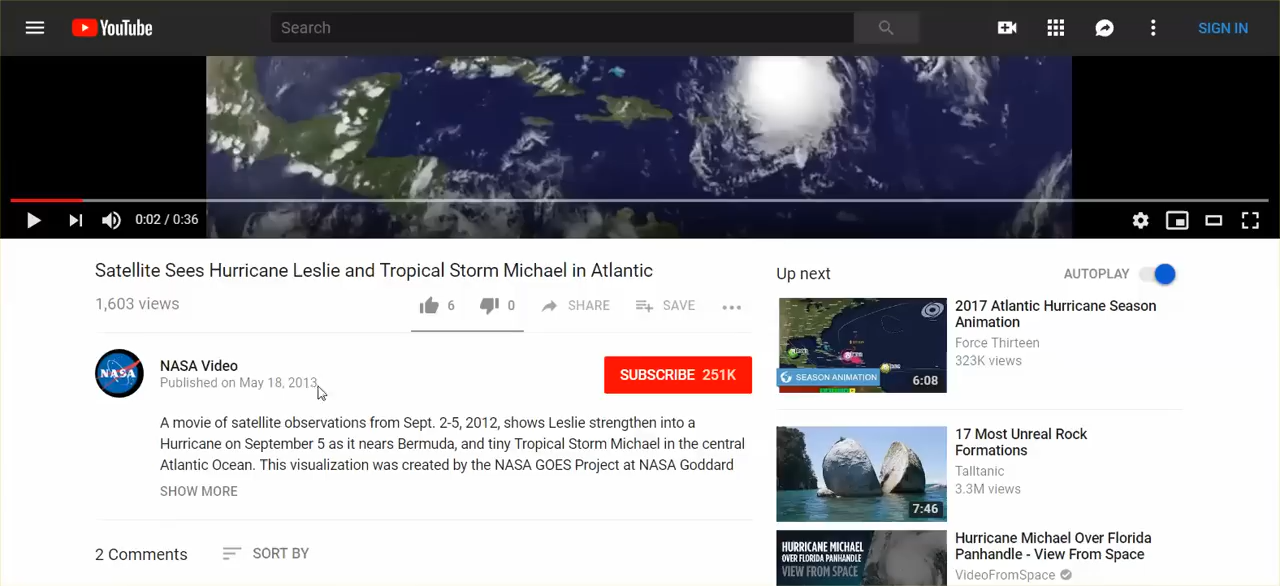 YouTube
Search
SIGN IN
0:02 / 0:36
Satellite Sees Hurricane Leslie and Tropical Storm Michael in Atlantic
1,603 views
6
0
SHARE
SAVE
NASA
NASA Video
Published on May 18, 2013
SUBSCRIBE 251K
A movie of satellite observations from Sept. 2-5, 2012, shows Leslie strengthen into a
Hurricane on September 5 as it nears Bermuda, and tiny Tropical Storm Michael in the central
Atlantic Ocean. This visualization was created by the NASA GOES Project at NASA Goddard
SHOW MORE
2 Comments
SORT BY
Up next
AUTOPLAY
SEASON ANIMATION
6:08
2017 Atlantic Hurricane Season
Animation
Force Thirteen
323K views
7:46
17 Most Unreal Rock
Formations
Talltanic
3.3M views
HURRICANE MICHAEL
OVER FLORIDA PANHANDLE
VIEW FROM SPACE
Hurricane Michael Over Florida
Panhandle - View From Space
VideoFromSpace